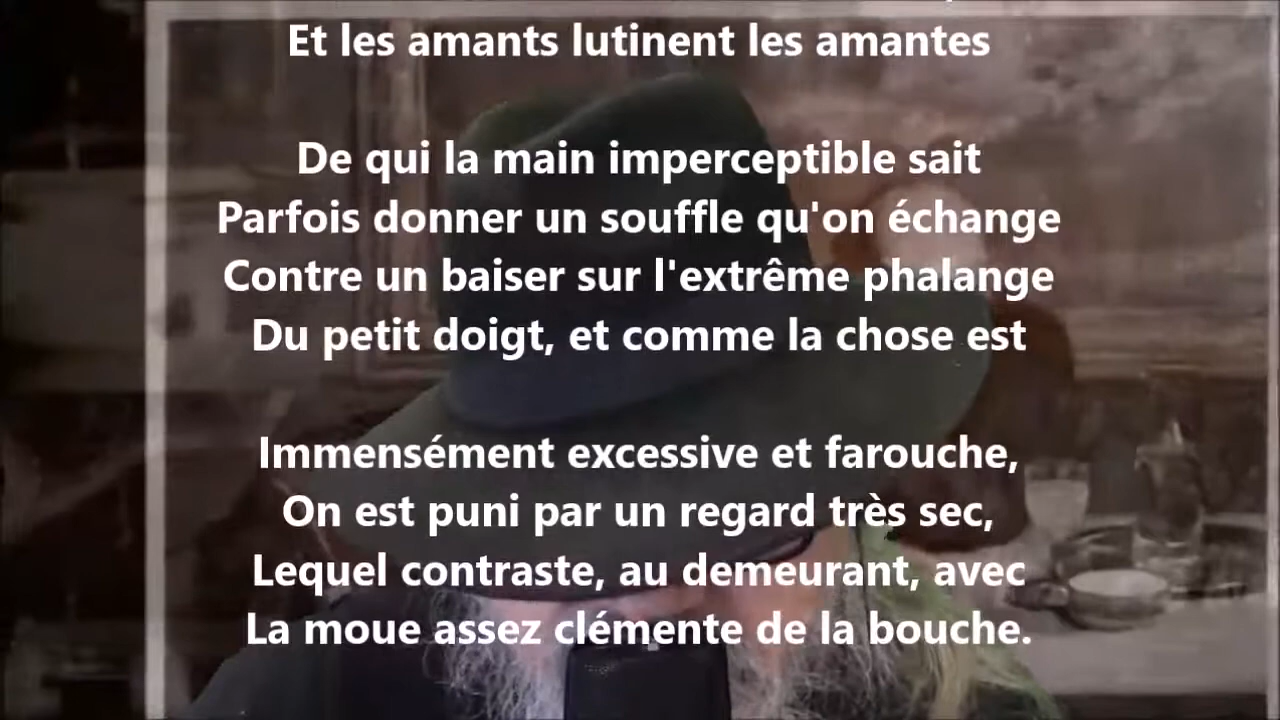 Et les amants lutinent les amantes
De qui la main imperceptible sait
Parfois donner un souffle qu'on échange
Contre un baiser sur l'extrême phalange
Du petit doigt, et comme la chose est
Immensément excessive et farouche,
On est puni par un regard très sec,
Lequel contraste, au demeurant, avec
La moue assez clémente de la bouche.